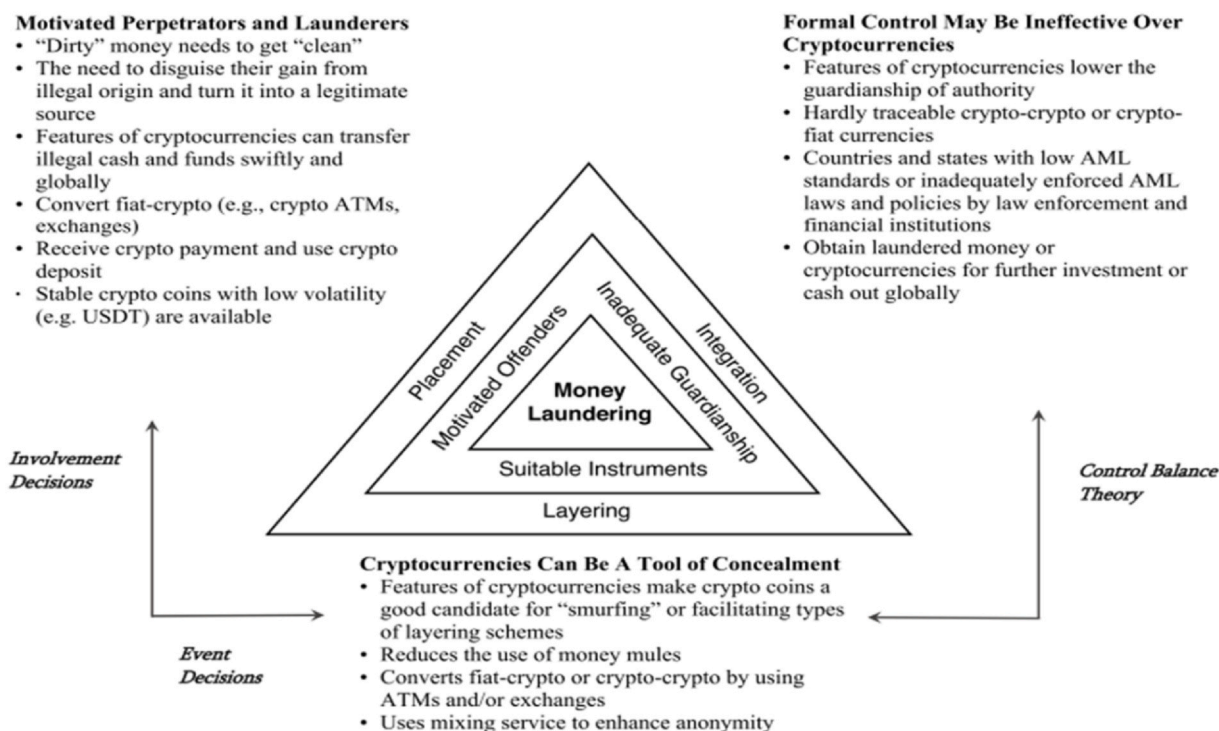 Motivated Perpetrators and Launderers
• “Dirty” money needs to get “clean”
• The need to disguise their gain from
illegal origin and turn it into a legitimate
source
• Features of cryptocurrencies can transfer
illegal cash and funds swiftly and
globally
• Convert fiat-crypto (e.g., crypto ATMs,
exchanges)
• Receive crypto payment and use crypto
deposit
• Stable crypto coins with low volatility
(e.g. USDT) are available
Formal Control May Be Ineffective Over
Cryptocurrencies
• Features of cryptocurrencies lower the
guardianship of authority
• Hardly traceable crypto-crypto or crypto-
fiat currencies
• Countries and states with low AML
standards or inadequately enforced AML
laws and policies by law enforcement and
financial institutions
• Obtain laundered money or
cryptocurrencies for further investment or
cash out globally
Placement
Motivated Offenders
Money
Laundering
Inadequate Guardianship
Integration
Suitable Instruments
Layering
Involvement
Decisions
Control Balance
Theory
Cryptocurrencies Can Be A Tool of Concealment
• Features of cryptocurrencies make crypto coins a
good candidate for “smurfing” or facilitating types
of layering schemes
• Reduces the use of money mules
• Converts fiat-crypto or crypto-crypto by using
ATMs and/or exchanges
• Uses mixing service to enhance anonymity
Event
Decisions